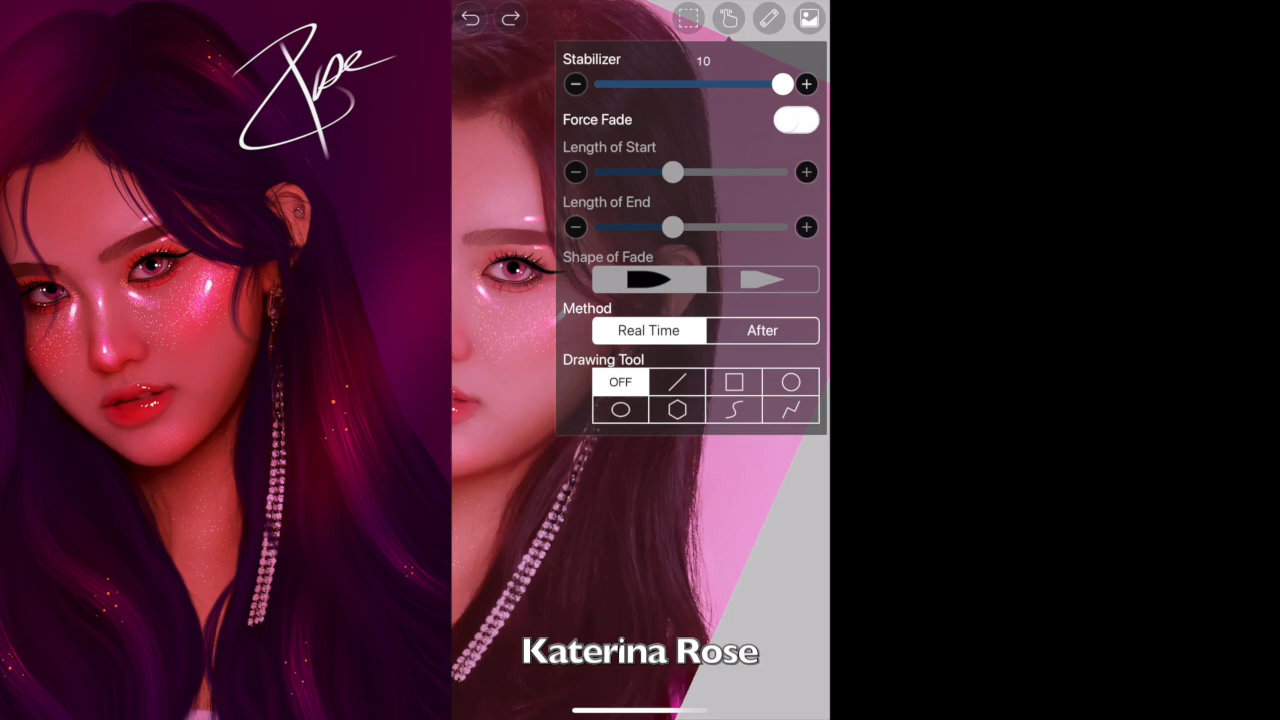 Rose
Stabilizer 10
Force Fade
Length of Start
Length of End
Shape of Fade
Method
Real Time After
Drawing Tool
OFF
Katerina Rose